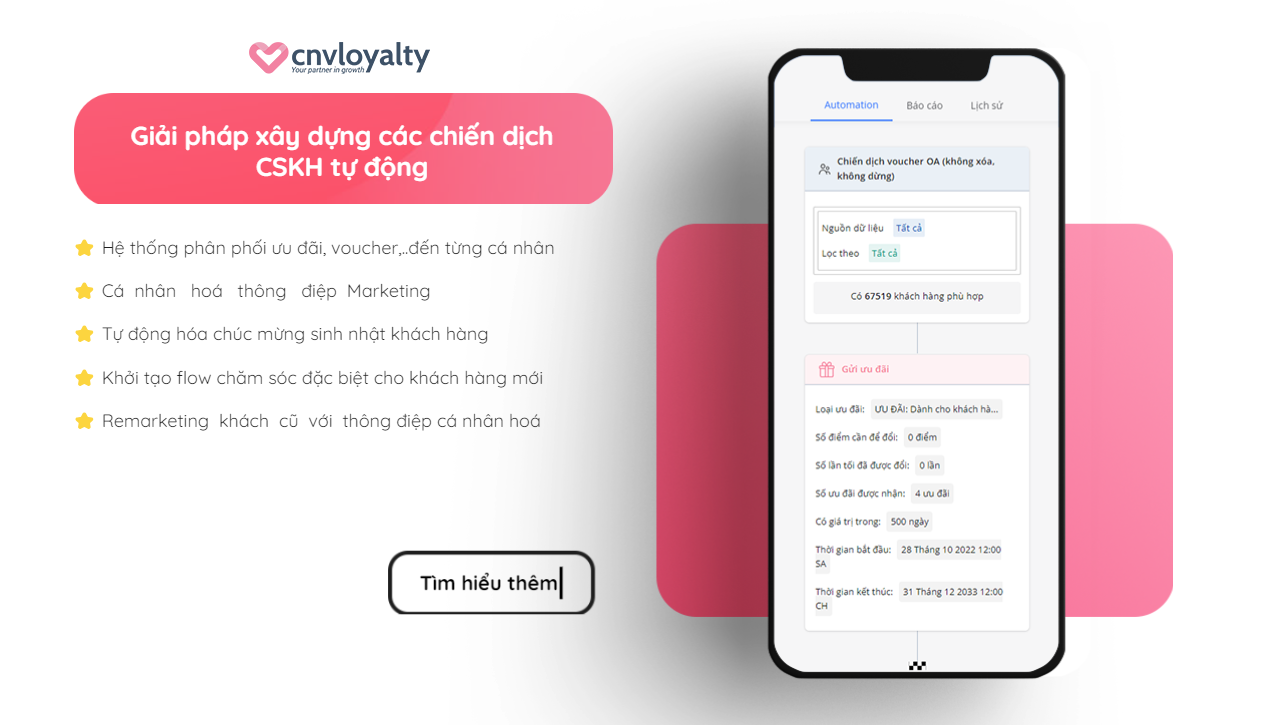 cnvloyalty
Your partner in growth
Giải pháp xây dựng các chiến dịch
CSKH tự động
Hệ thống phân phối ưu đãi, voucher,..đến từng cá nhân
Cá nhân hoá thông điệp Marketing
Tự động hóa chúc mừng sinh nhật khách hàng
Khởi tạo flow chăm sóc đặc biệt cho khách hàng mới
Remarketing khách cũ với thông điệp cá nhân hoá
Tìm hiểu thêm
Automation Báo cáo Lịch sử
Chiến dịch voucher OA (không xóa,
không dừng)
Nguồn dữ liệu Tất cả
Lọc theo Tất cả
Có 67519 khách hàng phù hợp
Gửi ưu đãi
Loại ưu đãi: ƯU ĐÃI: Dành cho khách hà...
Số điểm cần để đổi: 0 điểm
Số lần tối đã được đổi: 0 lần
Số ưu đãi được nhận: 4 ưu đãi
Có giá trị trong: 500 ngày
Thời gian bắt đầu: 28 Tháng 10 2022 12:00
SA
Thời gian kết thúc: 31 Tháng 12 2033 12:00
CH